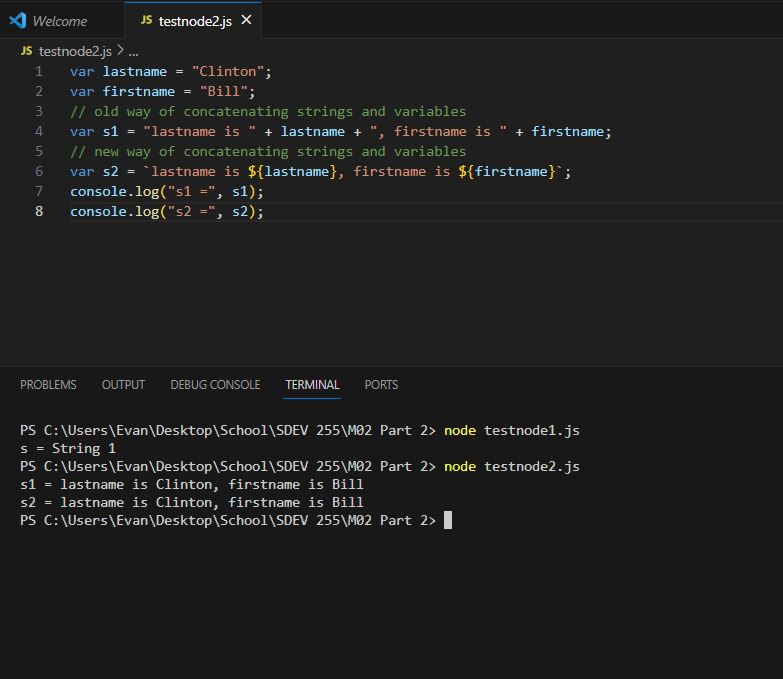 Welcome
JS testnode2.js ✕
JS testnode2.js > ...
1 var lastname = "Clinton";
2 var firstname = "Bill";
3 // old way of concatenating strings and variables
4 var s1 = "lastname is " + lastname + ", firstname is " + firstname;
5 // new way of concatenating strings and variables
6 var s2 = `lastname is ${lastname}, firstname is ${firstname}`;
7 console.log("s1 =", s1);
8 console.log("s2 =", s2);
PROBLEMS OUTPUT DEBUG CONSOLE TERMINAL PORTS
PS C:\Users\Evan\Desktop\School\SDEV 255\M02 Part 2> node testnode1.js
s = String 1
PS C:\Users\Evan\Desktop\School\SDEV 255\M02 Part 2> node testnode2.js
s1 = lastname is Clinton, firstname is Bill
s2 = lastname is Clinton, firstname is Bill
PS C:\Users\Evan\Desktop\School\SDEV 255\M02 Part 2>